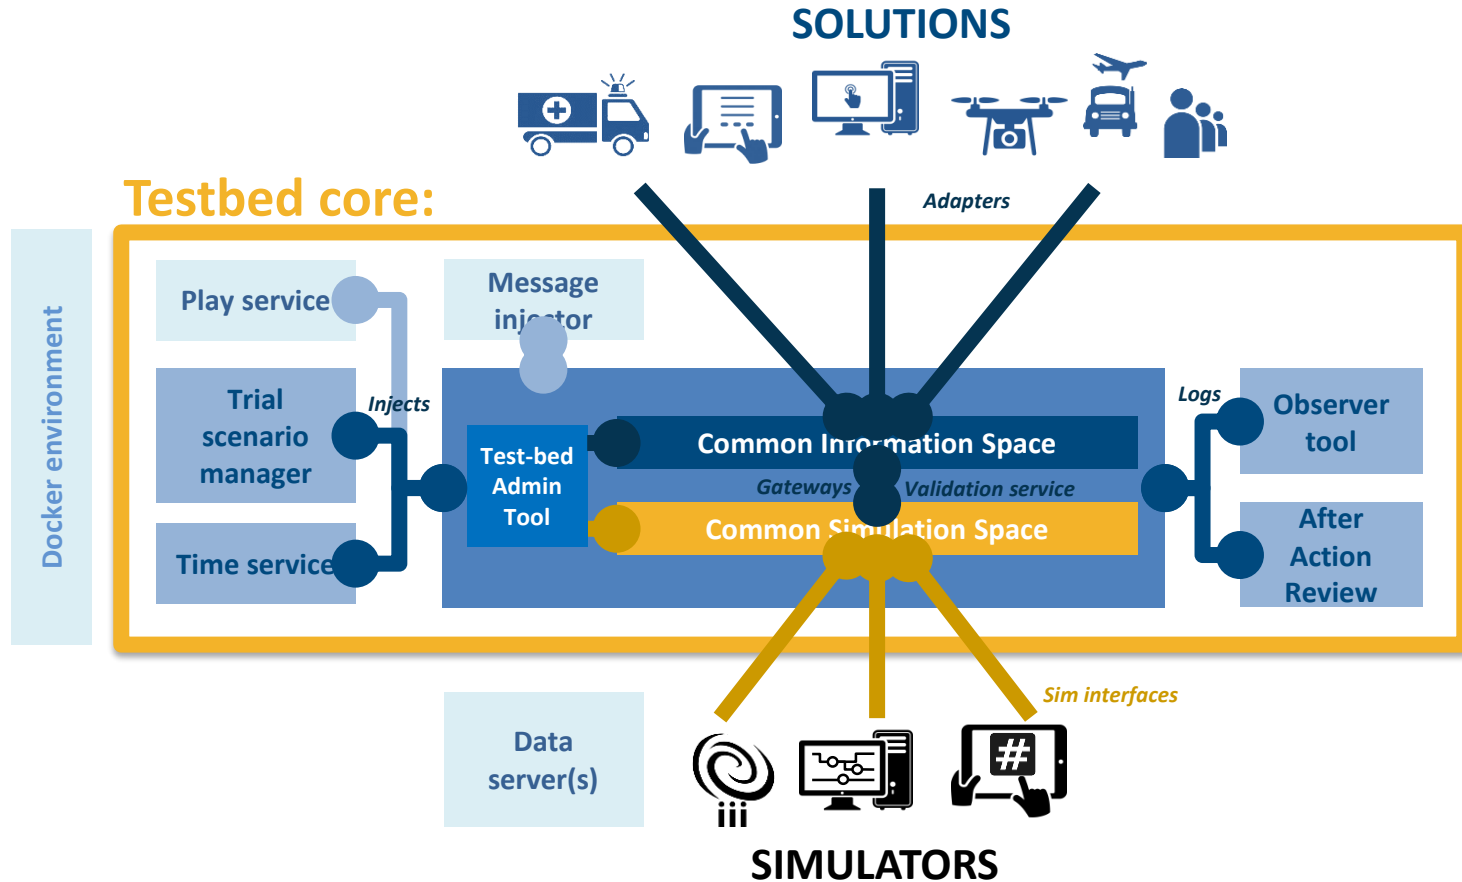 SOLUTIONS
Testbed core:
Adapters
Docker environment
Play service
Message
injector
Trial
scenario
manager
Injects
Time service
Test-bed
Admin
Tool
Common Information Space
Gateways
Validation service
Common Simulation Space
Logs
Observer
tool
After
Action
Review
Sim interfaces
Data
server(s)
#
SIMULATORS